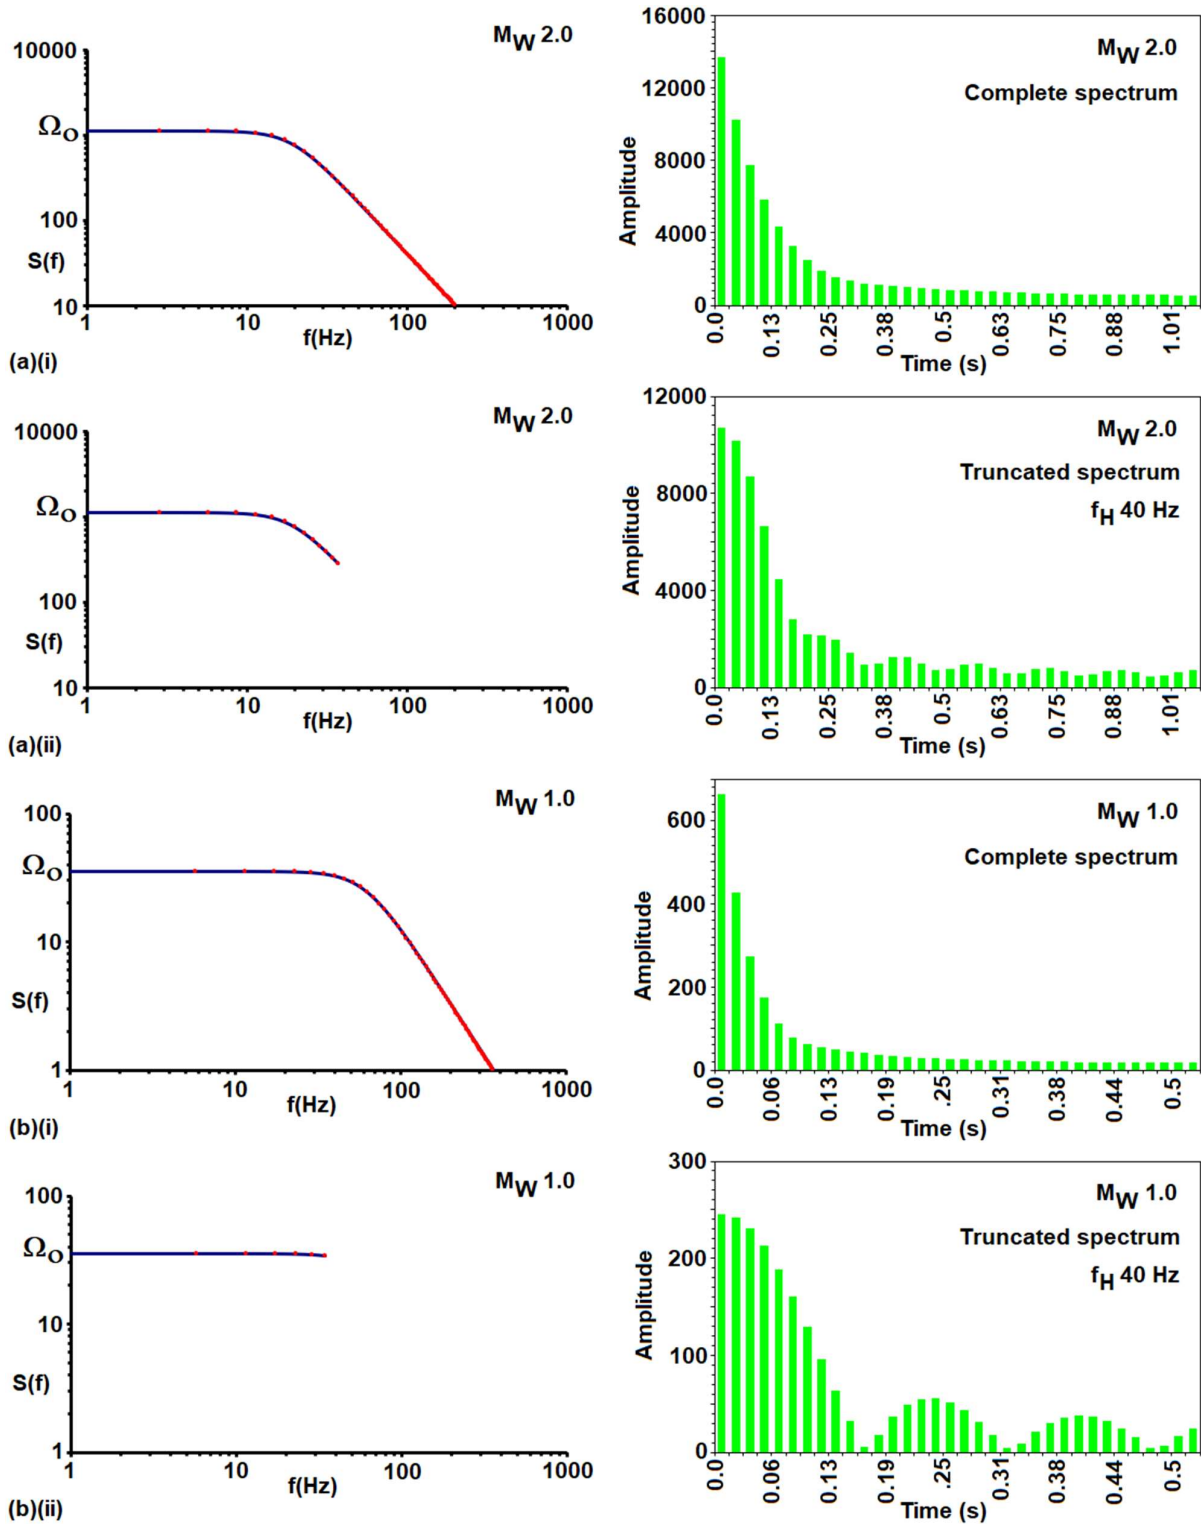 M_W 2.0
10000
Ω_O
100
S(f)
10
1 10 100 1000
f(Hz)
(a)(i)
16000
12000
8000
4000
0
Amplitude
M_W 2.0
Complete spectrum
0.0 0.13 0.25 0.38 0.5 0.63 0.75 0.88 1.01
Time (s)
M_W 2.0
10000
Ω_O
100
S(f)
10
1 10 100 1000
f(Hz)
(a)(ii)
12000
8000
4000
0
Amplitude
M_W 2.0
Truncated spectrum
f_H 40 Hz
0.0 0.13 0.25 0.38 0.5 0.63 0.75 0.88 1.01
Time (s)
M_W 1.0
100
Ω_O
10
S(f)
1
1 10 100 1000
f(Hz)
(b)(i)
600
400
200
0
Amplitude
M_W 1.0
Complete spectrum
0.0 0.06 0.13 0.19 .25 0.31 0.38 0.44 0.5
Time (s)
M_W 1.0
100
Ω_O
10
S(f)
1
1 10 100 1000
f(Hz)
(b)(ii)
300
200
100
0
Amplitude
M_W 1.0
Truncated spectrum
f_H 40 Hz
0.0 0.06 0.13 0.19 .25 0.31 0.38 0.44 0.5
Time (s)